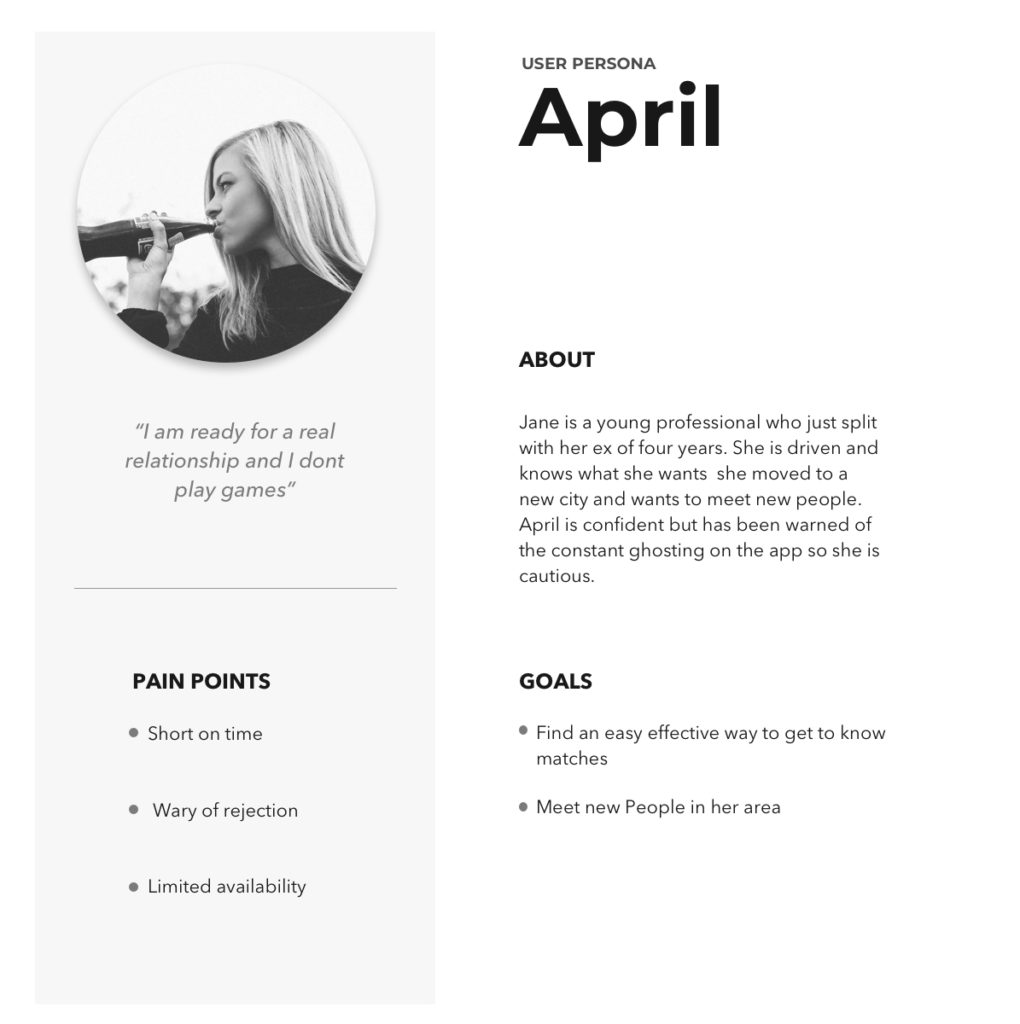 USER PERSONA
April
“I am ready for a real
relationship and I dont
play games”
ABOUT
Jane is a young professional who just split
with her ex of four years. She is driven and
knows what she wants  she moved to a
new city and wants to meet new people.
April is confident but has been warned of
the constant ghosting on the app so she is
cautious.
PAIN POINTS
Short on time
Wary of rejection
Limited availability
GOALS
Find an easy effective way to get to know
matches
Meet new People in her area